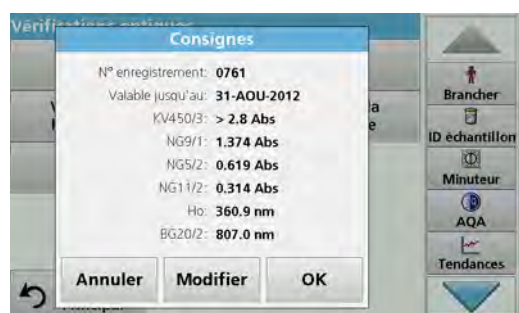 Consignes
N° enregistrement: 0761
Valable jusqu'au: 31-AOU-2012
KV450/3: > 2.8 Abs
NG9/1: 1.374 Abs
NG5/2: 0.619 Abs
NG11/2: 0.314 Abs
Ho: 360.9 nm
BG20/2: 807.0 nm
Annuler Modifier OK
Brancher
ID échantillon
Minuteur
AQA
Tendances